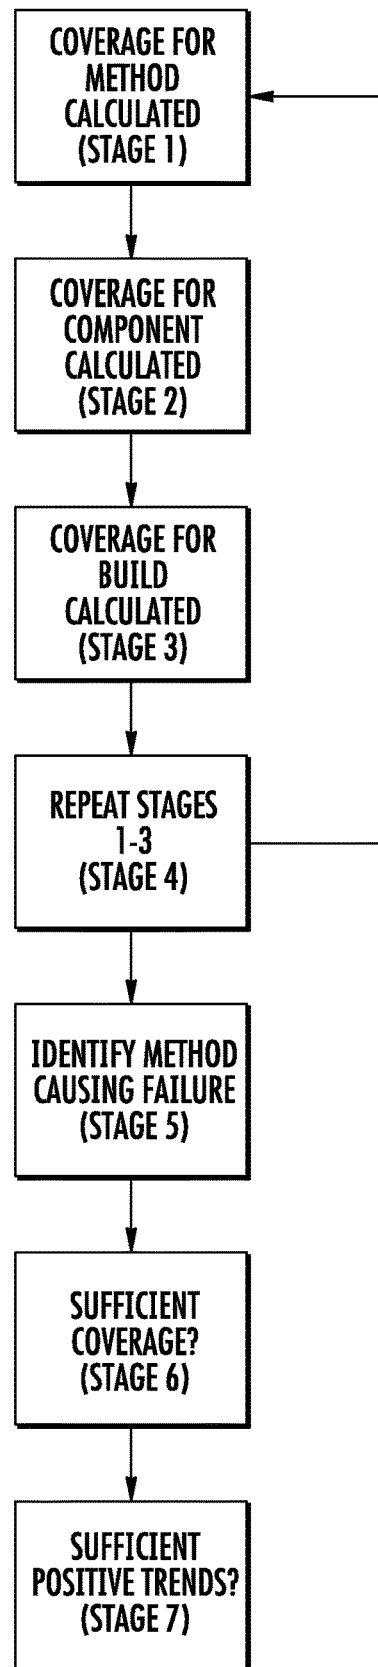 COVERAGE FOR
METHOD
CALCULATED
(STAGE 1)
COVERAGE FOR
COMPONENT
CALCULATED
(STAGE 2)
COVERAGE FOR
BUILD
CALCULATED
(STAGE 3)
REPEAT STAGES
1-3
(STAGE 4)
IDENTIFY METHOD
CAUSING FAILURE
(STAGE 5)
SUFFICIENT
COVERAGE?
(STAGE 6)
SUFFICIENT
POSITIVE TRENDS?
(STAGE 7)